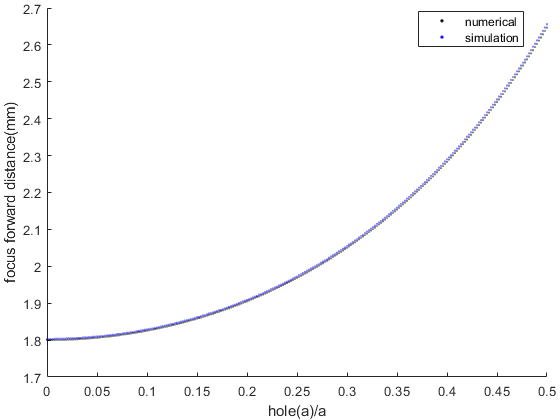 2.7
numerical
simulation
2.6
2.5
2.4
2.3
2.2
2.1
2
1.9
1.8
1.7
focus forward distance(mm)
0 0.05 0.1 0.15 0.2 0.25 0.3 0.35 0.4 0.45 0.5
hole(a)/a